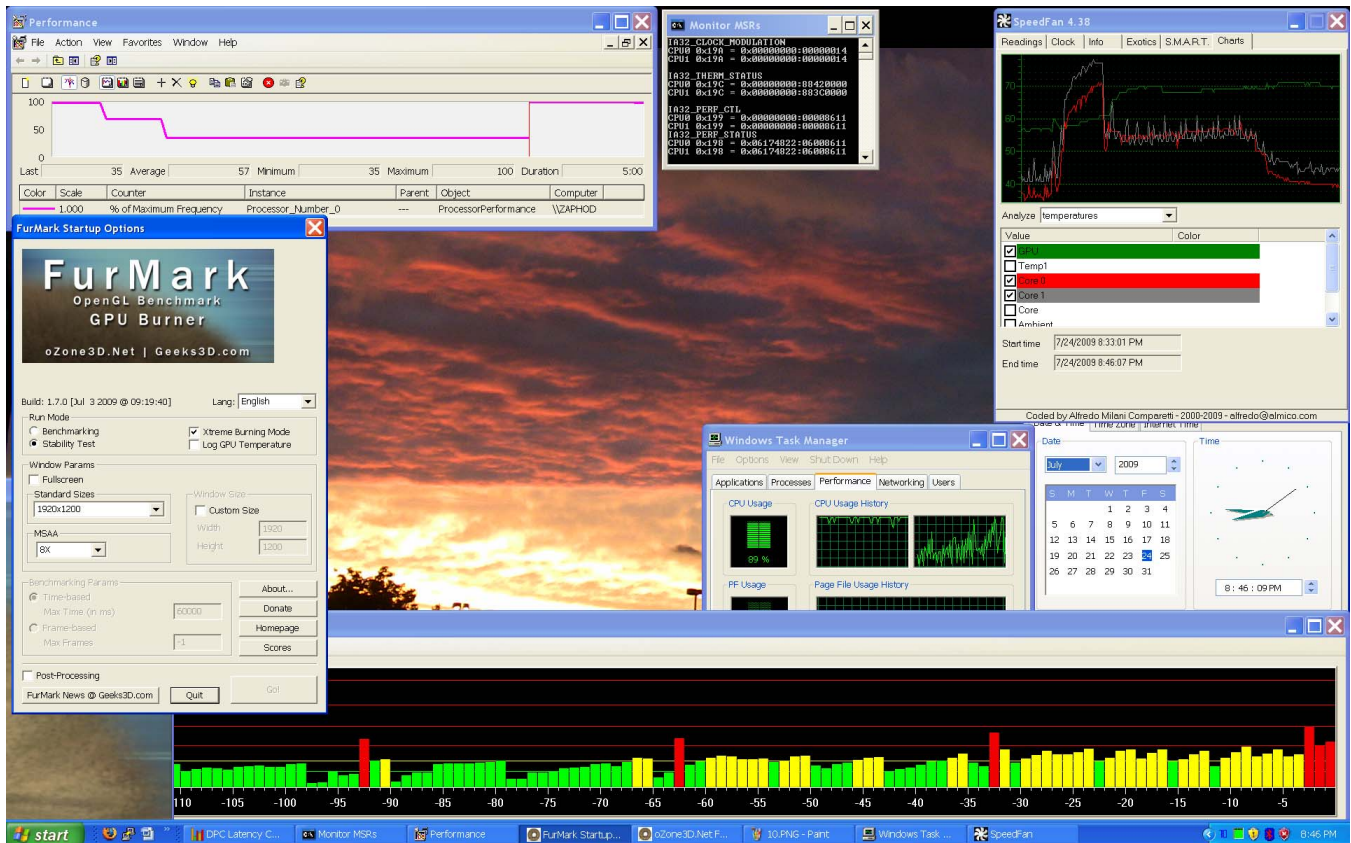 Performance
File Action View Favorites Window Help
100
50
0
Last 35 Average 57 Minimum 35 Maximum 100 Duration 5:00
Color Scale Counter Instance Parent Object Computer
1.000 % of Maximum Frequency Processor_Number_0 --- ProcessorPerformance \\ZAPHOD
Monitor MSRs
IA32_CLOCK_MODULATION
CPU0 0x19A = 0x00000000:00000014
CPU1 0x19A = 0x00000000:00000014
IA32_THERM_STATUS
CPU0 0x19C = 0x00000000:88420000
CPU1 0x19C = 0x00000000:883C0000
IA32_PERF_CTL
CPU0 0x199 = 0x00000000:00008611
CPU1 0x199 = 0x00000000:00008611
IA32_PERF_STATUS
CPU0 0x198 = 0x06174822:06008611
CPU1 0x198 = 0x06174822:06008611
SpeedFan 4.38
Readings Clock Info Exotics S.M.A.R.T. Charts
70
60
50
40
Analyze temperatures
Value Color
GPU
Temp1
Core 0
Core 1
Core
Ambient
Start time 7/24/2009 8:33:01 PM
End time 7/24/2009 8:46:07 PM
Coded by Alfredo Milani Comparetti - 2000-2009 - alfredo@almico.com
FurMark Startup Options
FurMark
OpenGL Benchmark
GPU Burner
oZone3D.Net | Geeks3D.com
Build: 1.7.0 [Jul 3 2009 @ 09:19:40] Lang: English
Run Mode
Benchmarking Xtreme Burning Mode
Stability Test Log GPU Temperature
Window Params
Fullscreen
Standard Sizes Window Size
1920x1200 Custom Size
Width 1920
MSAA
8X Height 1200
Benchmarking Params
Time-based About...
Max Time (in ms) 60000 Donate
Frame-based Homepage
Max Frames -1 Scores
Post-Processing
FurMark News @ Geeks3D.com Quit Go!
Windows Task Manager
File Options View Shut Down Help
Applications Processes Performance Networking Users
CPU Usage CPU Usage History
89 %
PF Usage Page File Usage History
Date & Time Time Zone Internet Time
Date Time
July 2009
S M T W T F S
1 2 3 4
5 6 7 8 9 10 11
12 13 14 15 16 17 18
19 20 21 22 23 24 25
26 27 28 29 30 31
8 : 46 : 09 PM
110 -105 -100 -95 -90 -85 -80 -75 -70 -65 -60 -55 -50 -45 -40 -35 -30 -25 -20 -15 -10 -5
start DPC Latency C... Monitor MSRs Performance FurMark Startup... oZone3D.Net F... 10.PNG - Paint Windows Task ... SpeedFan 8:46 PM